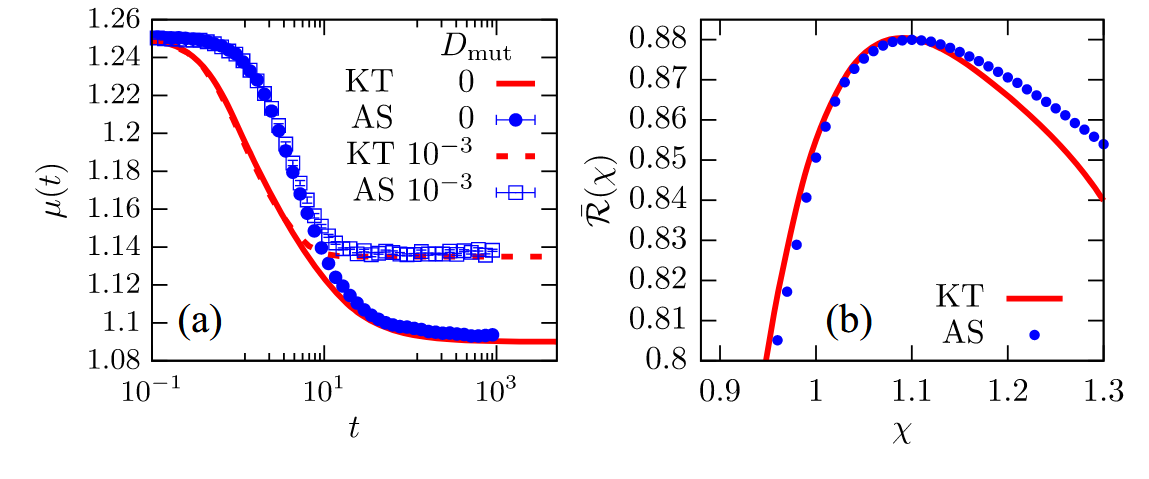 1.26
1.24
1.22
1.2
1.18
1.16
1.14
1.12
1.1
1.08
μ(t)
D_mut
KT 0
AS 0
KT 10^{-3}
AS 10^{-3}
(a)
10^{-1} 10^{1} 10^{3}
t
0.88
0.87
0.86
0.85
0.84
0.83
0.82
0.81
0.8
\bar{ℛ}(χ)
KT
AS
(b)
0.9 1 1.1 1.2 1.3
χ